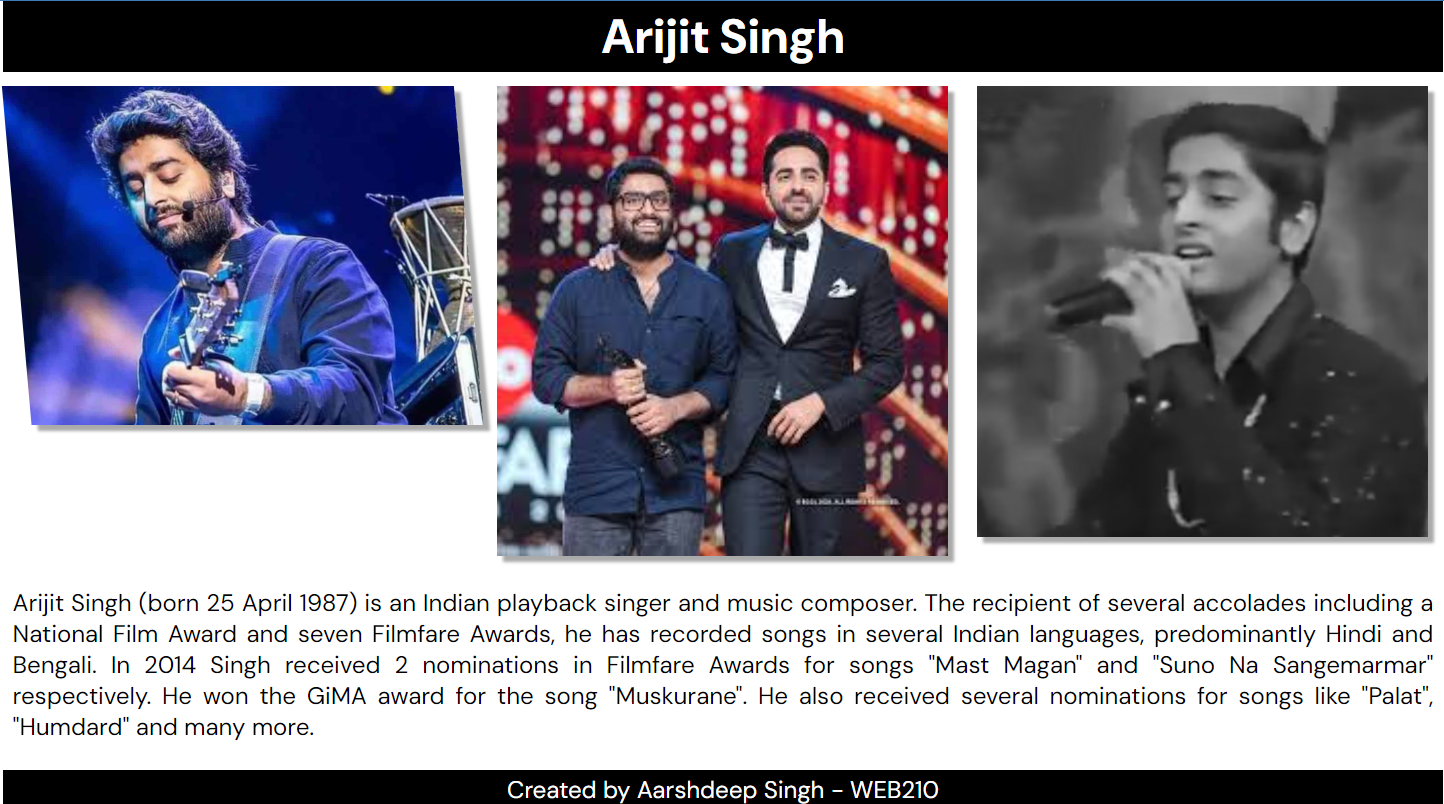 Arijit Singh
FAR
Arijit Singh (born 25 April 1987) is an Indian playback singer and music composer. The recipient of several accolades including a
National Film Award and seven Filmfare Awards, he has recorded songs in several Indian languages, predominantly Hindi and
Bengali. In 2014 Singh received 2 nominations in Filmfare Awards for songs "Mast Magan" and "Suno Na Sangemarmar"
respectively. He won the GiMA award for the song "Muskurane". He also received several nominations for songs like "Palat",
"Humdard" and many more.
Created by Aarshdeep Singh - WEB210